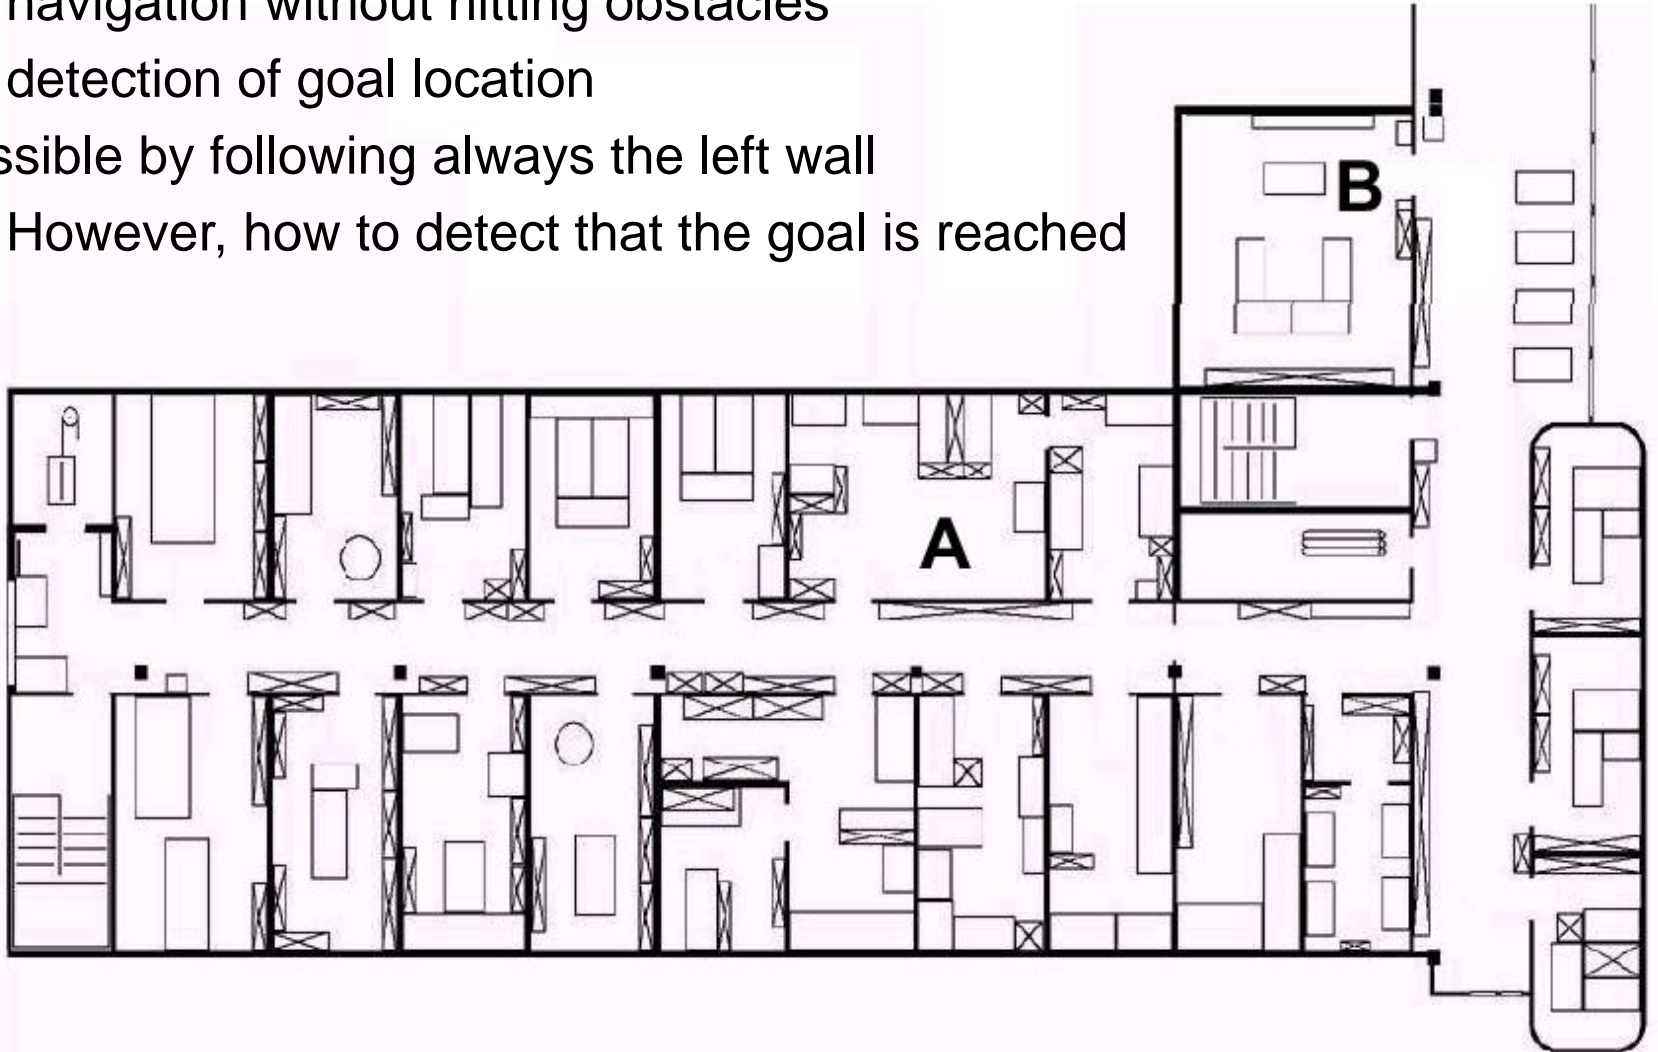 navigation without hitting obstacles
detection of goal location
ssible by following always the left wall
However, how to detect that the goal is reached
B
A